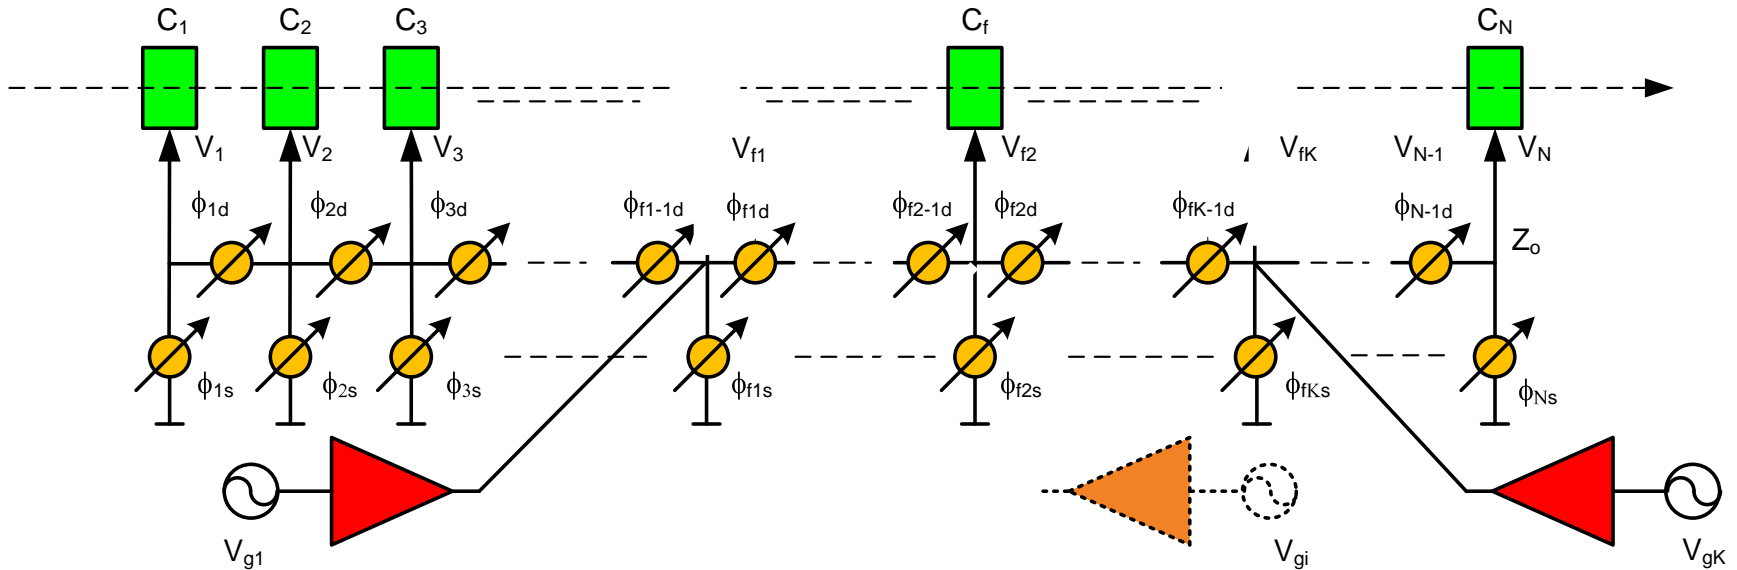 C1 C2 C3 Cf CN
V1 V2 V3 Vf1 Vf2 VfK VN-1 VN
ϕ1d ϕ2d ϕ3d ϕf1-1d ϕf1d ϕf2-1d ϕf2d ϕfK-1d ϕN-1d
Zo
ϕ1s ϕ2s ϕ3s ϕf1s ϕf2s ϕfKs ϕNs
Vg1 Vgi VgK